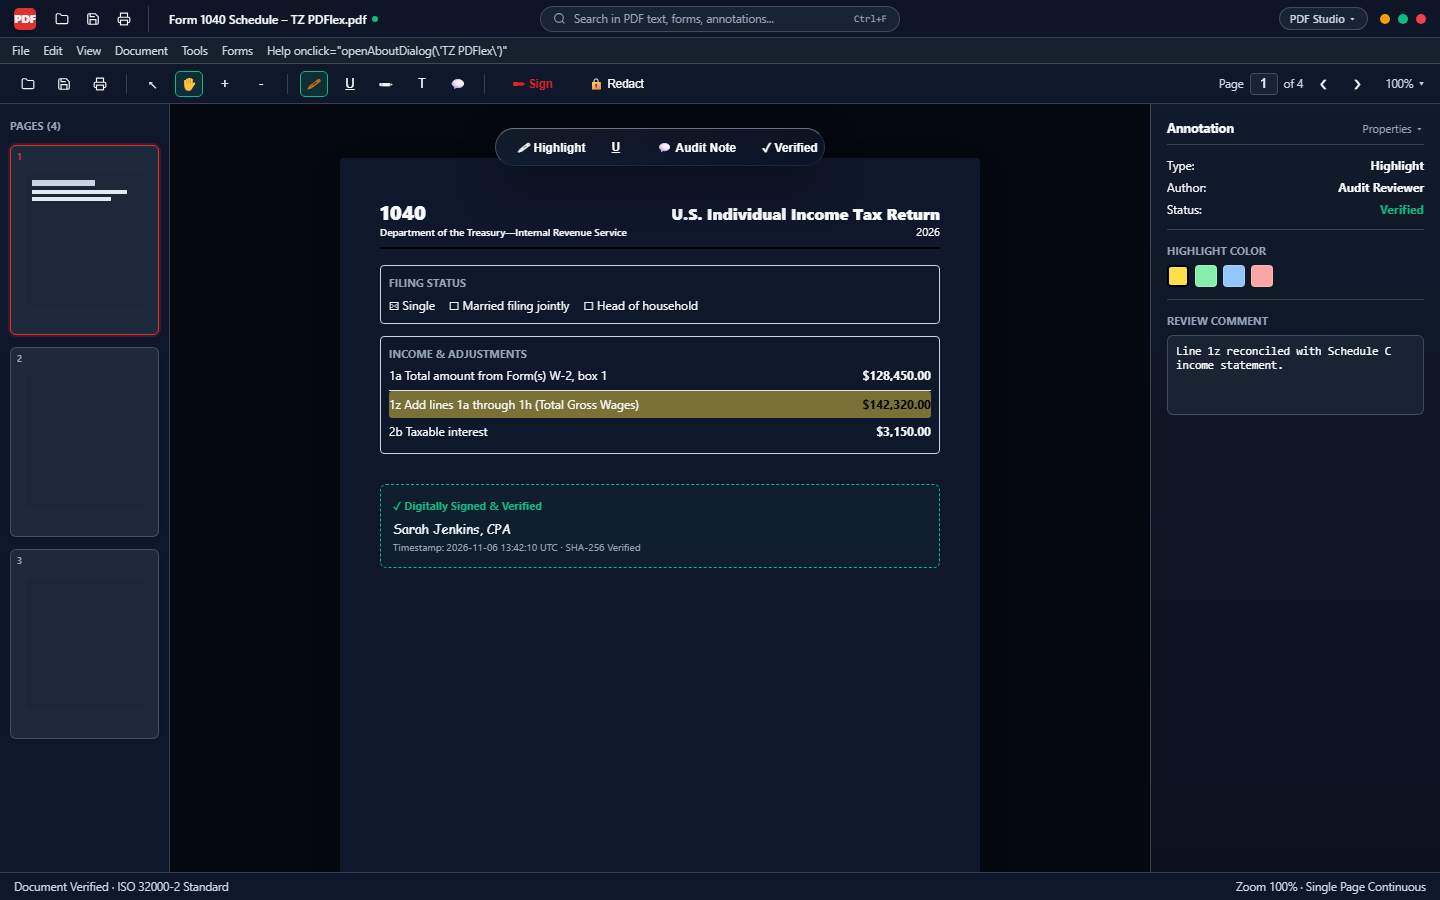 PDF
Form 1040 Schedule – TZ PDFlex.pdf
Search in PDF text, forms, annotations... Ctrl+F
PDF Studio
File Edit View Document Tools Forms Help onclick="openAboutDialog(\'TZ PDFlex\')"
+ - U T Sign Redact
Page 1 of 4 100%
PAGES (4)
1
2
3
Highlight U Audit Note ✓ Verified
1040 U.S. Individual Income Tax Return
Department of the Treasury—Internal Revenue Service 2026
FILING STATUS
☒ Single ☐ Married filing jointly ☐ Head of household
INCOME & ADJUSTMENTS
1a Total amount from Form(s) W-2, box 1 $128,450.00
1z Add lines 1a through 1h (Total Gross Wages) $142,320.00
2b Taxable interest $3,150.00
✓ Digitally Signed & Verified
Sarah Jenkins, CPA
Timestamp: 2026-11-06 13:42:10 UTC · SHA-256 Verified
Annotation Properties
Type: Highlight
Author: Audit Reviewer
Status: Verified
HIGHLIGHT COLOR
REVIEW COMMENT
Line 1z reconciled with Schedule C
income statement.
Document Verified · ISO 32000-2 Standard
Zoom 100% · Single Page Continuous